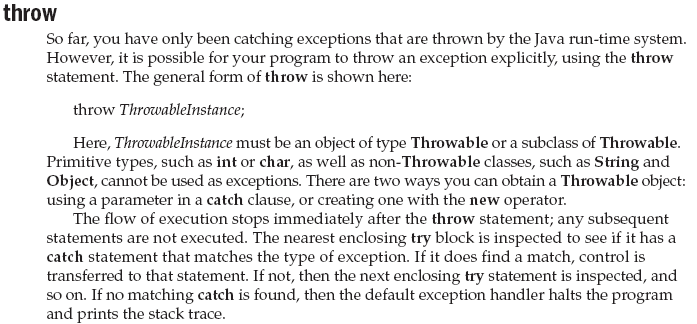 throw
So far, you have only been catching exceptions that are thrown by the Java run-time system.
However, it is possible for your program to throw an exception explicitly, using the throw
statement. The general form of throw is shown here:
throw ThrowableInstance;
Here, ThrowableInstance must be an object of type Throwable or a subclass of Throwable.
Primitive types, such as int or char, as well as non-Throwable classes, such as String and
Object, cannot be used as exceptions. There are two ways you can obtain a Throwable object:
using a parameter in a catch clause, or creating one with the new operator.
The flow of execution stops immediately after the throw statement; any subsequent
statements are not executed. The nearest enclosing try block is inspected to see if it has a
catch statement that matches the type of exception. If it does find a match, control is
transferred to that statement. If not, then the next enclosing try statement is inspected, and
so on. If no matching catch is found, then the default exception handler halts the program
and prints the stack trace.